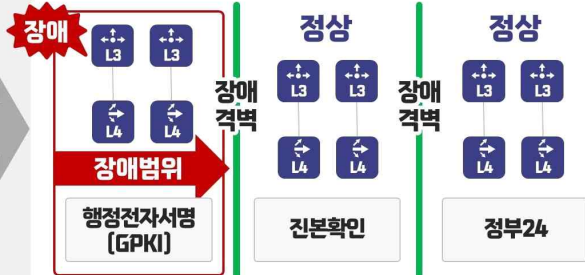 장애
정상
정상
L3 L3
L3 L3
L3 L3
장애
격벽
장애
격벽
L4 L4
L4 L4
L4 L4
장애범위
행정전자서명
(GPKI)
진본확인
정부24